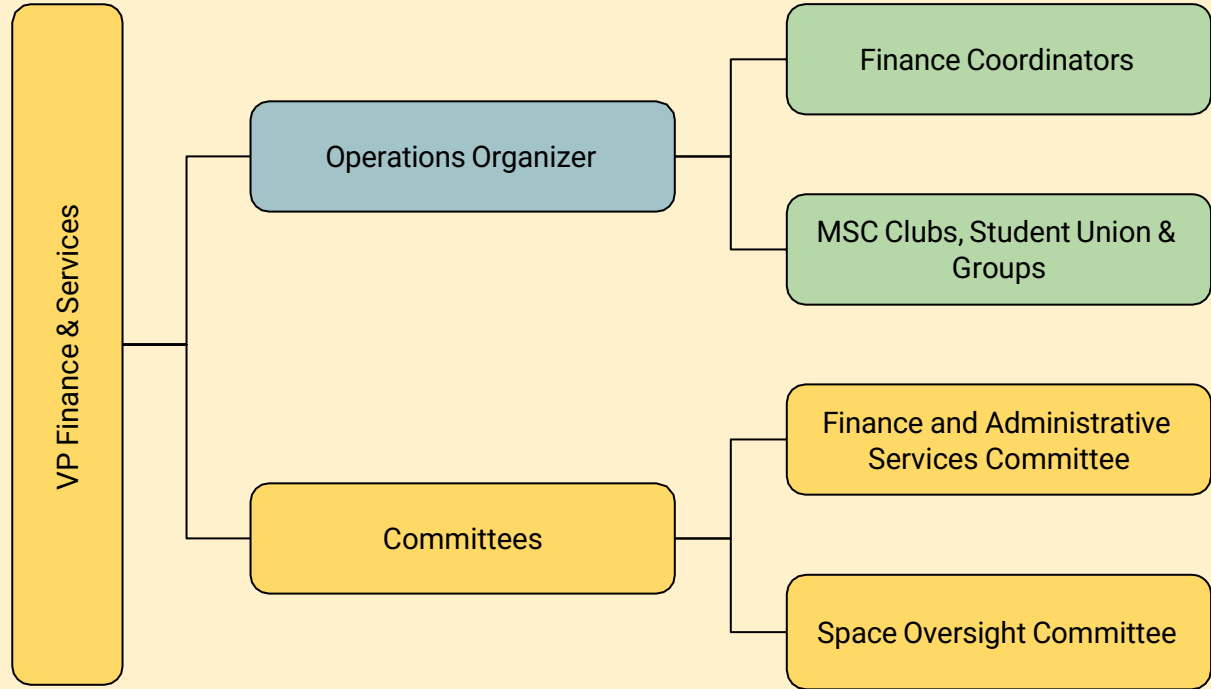 VP Finance & Services
Operations Organizer
Finance Coordinators
MSC Clubs, Student Union &
Groups
Committees
Finance and Administrative
Services Committee
Space Oversight Committee